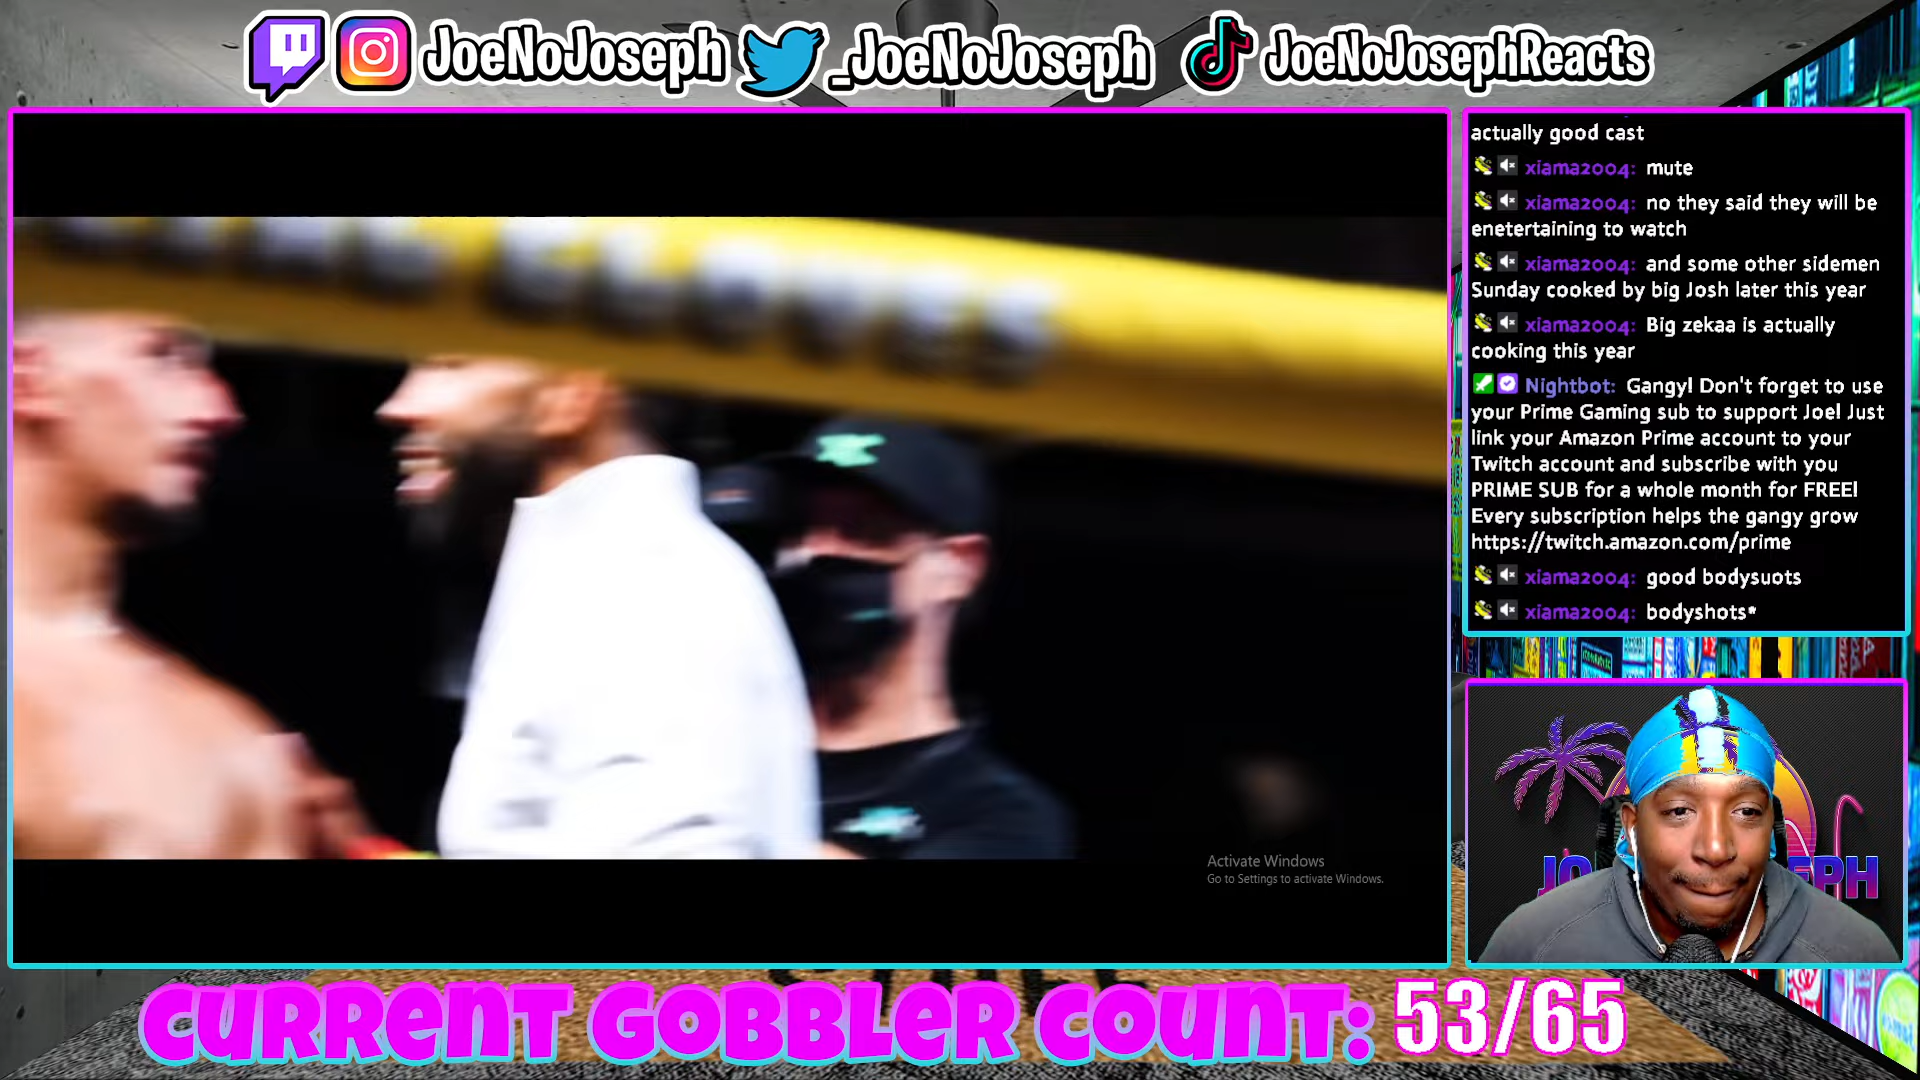 JoeNoJoseph _JoeNoJoseph JoeNoJosephReacts
actually good cast
xiama2004: mute
xiama2004: no they said they will be
enetertaining to watch
xiama2004: and some other sidemen
Sunday cooked by big Josh later this year
xiama2004: Big zekaa is actually
cooking this year
Nightbot: Gangy! Don't forget to use
your Prime Gaming sub to support Joe! Just
link your Amazon Prime account to your
Twitch account and subscribe with you
PRIME SUB for a whole month for FREE!
Every subscription helps the gangy grow
https://twitch.amazon.com/prime
xiama2004: good bodysuots
xiama2004: bodyshots*
Activate Windows
Go to Settings to activate Windows.
CURRENT GOBBLER COUNT: 53/65